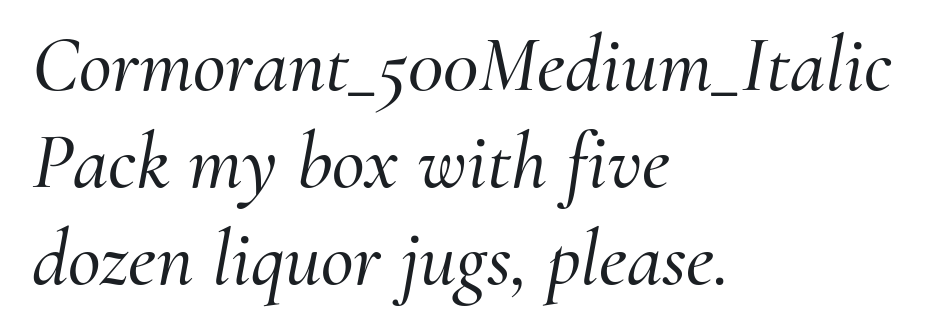 Cormorant_500Medium_Italic
Pack my box with five
dozen liquor jugs, please.